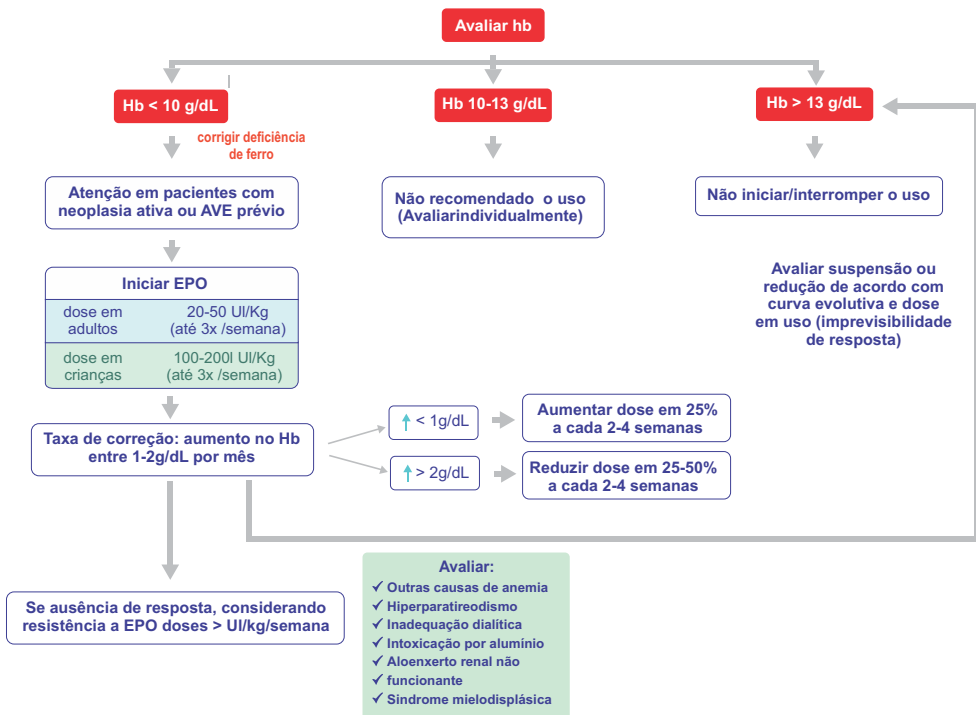 Avaliar hb
Hb < 10 g/dL
Hb 10-13 g/dL
Hb > 13 g/dL
corrigir deficiência
de ferro
Atenção em pacientes com
neoplasia ativa ou AVE prévio
Não recomendado o uso
(Avaliarindividualmente)
Não iniciar/interromper o uso
Iniciar EPO
dose em
adultos
20-50 UI/Kg
(até 3x /semana)
dose em
crianças
100-200I UI/Kg
(até 3x /semana)
Avaliar suspensão ou
redução de acordo com
curva evolutiva e dose
em uso (imprevisibilidade
de resposta)
Taxa de correção: aumento no Hb
entre 1-2g/dL por mês
↑ < 1g/dL
Aumentar dose em 25%
a cada 2-4 semanas
↑ > 2g/dL
Reduzir dose em 25-50%
a cada 2-4 semanas
Se ausência de resposta, considerando
resistência a EPO doses > UI/kg/semana
Avaliar:
✓ Outras causas de anemia
✓ Hiperparatireodismo
✓ Inadequação dialítica
✓ Intoxicação por alumínio
✓ Aloenxerto renal não
✓ funcionante
✓ Sindrome mielodisplásica